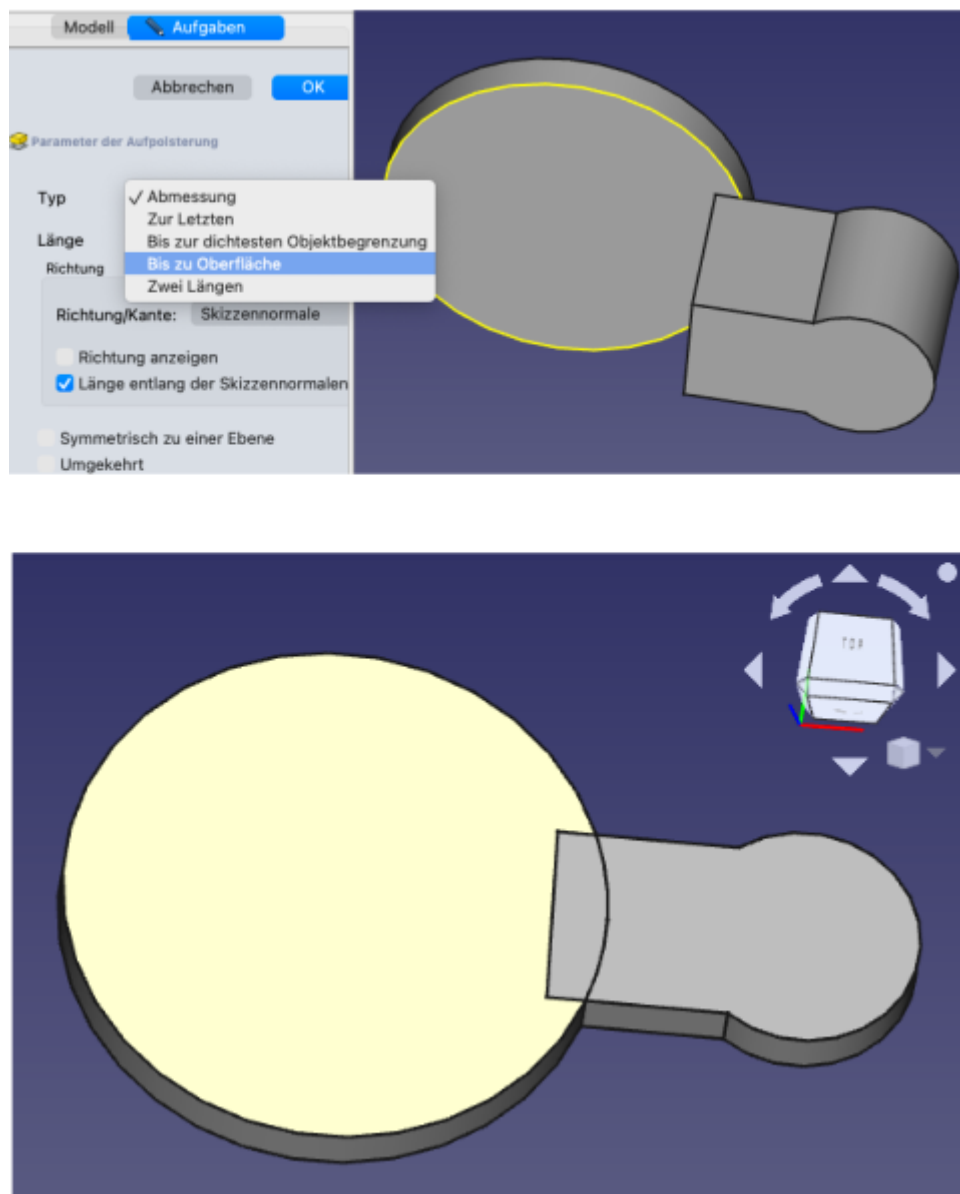 Modell Aufgaben
Abbrechen OK
Parameter der Aufpolsterung
Typ
✓ Abmessung
Zur Letzten
Länge
Bis zur dichtesten Objektbegrenzung
Richtung
Bis zu Oberfläche
Zwei Längen
Richtung/Kante: Skizzennormale
Richtung anzeigen
Länge entlang der Skizzennormalen
Symmetrisch zu einer Ebene
Umgekehrt
TOP